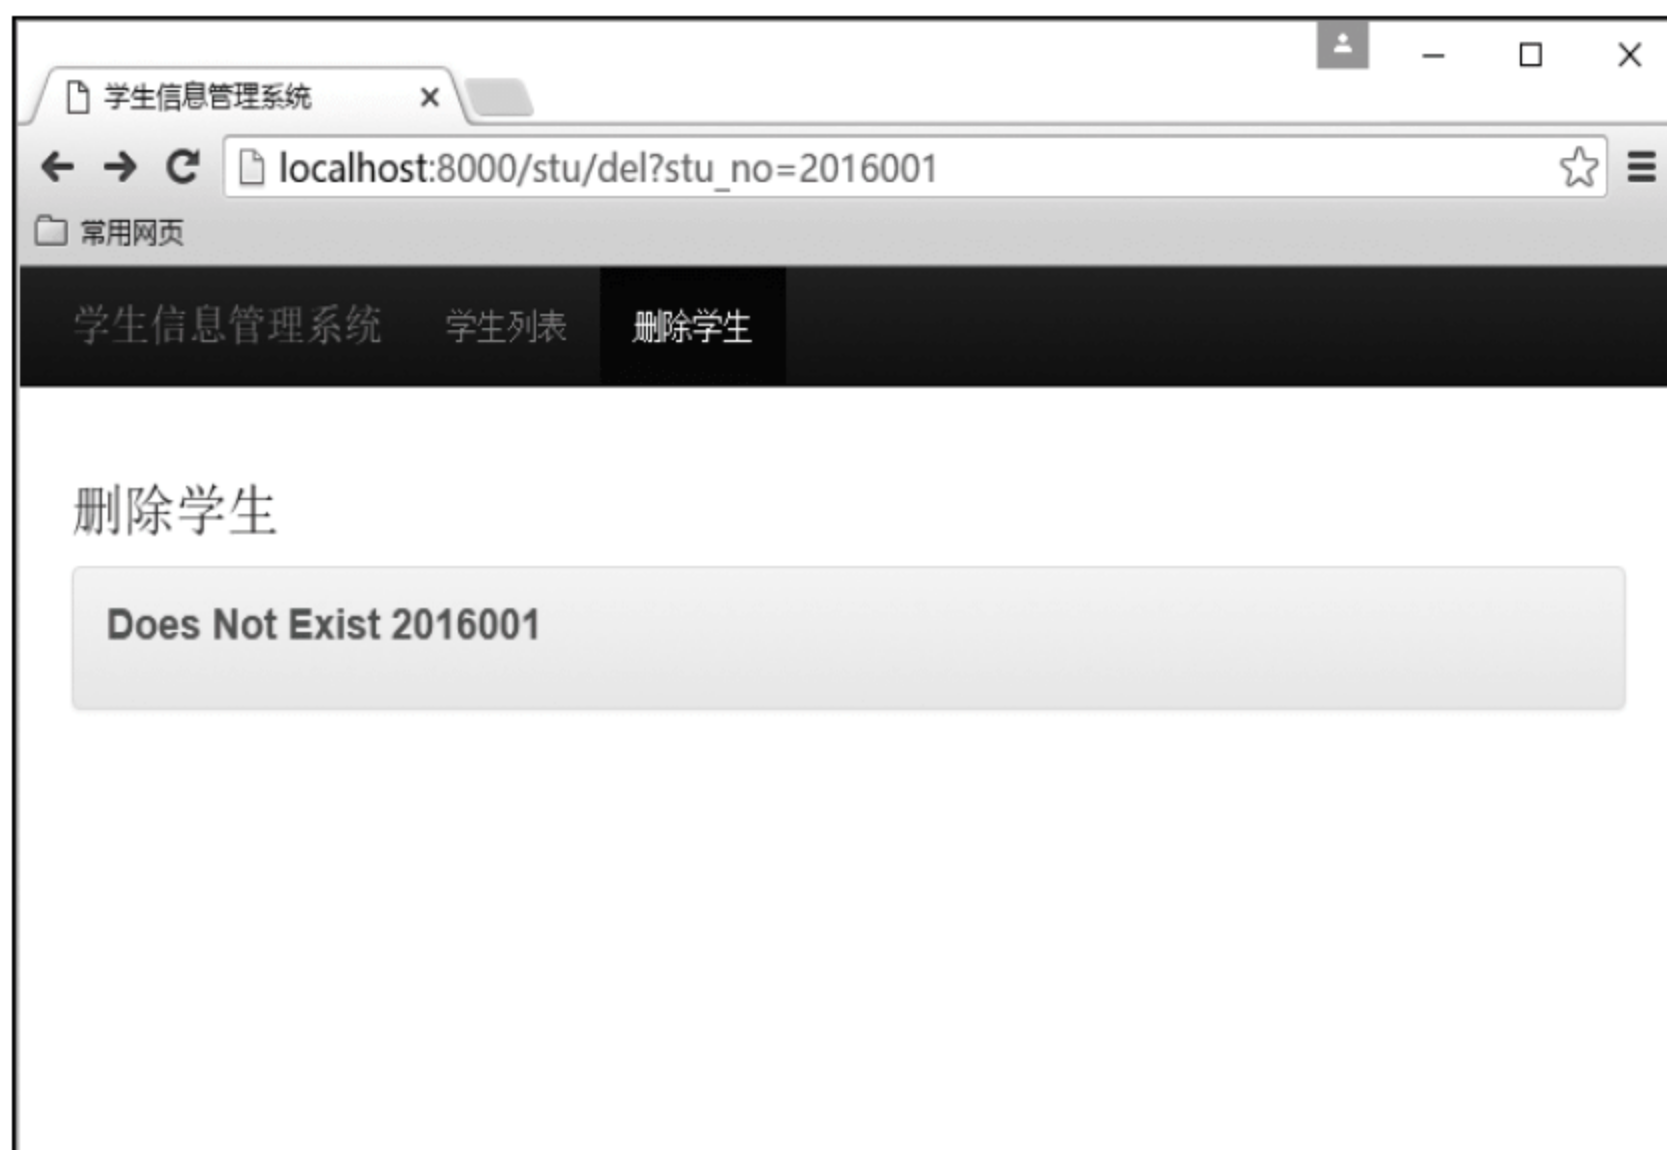 学生信息管理系统
localhost:8000/stu/del?stu_no=2016001
常用网页
学生信息管理系统 学生列表 删除学生
删除学生
Does Not Exist 2016001